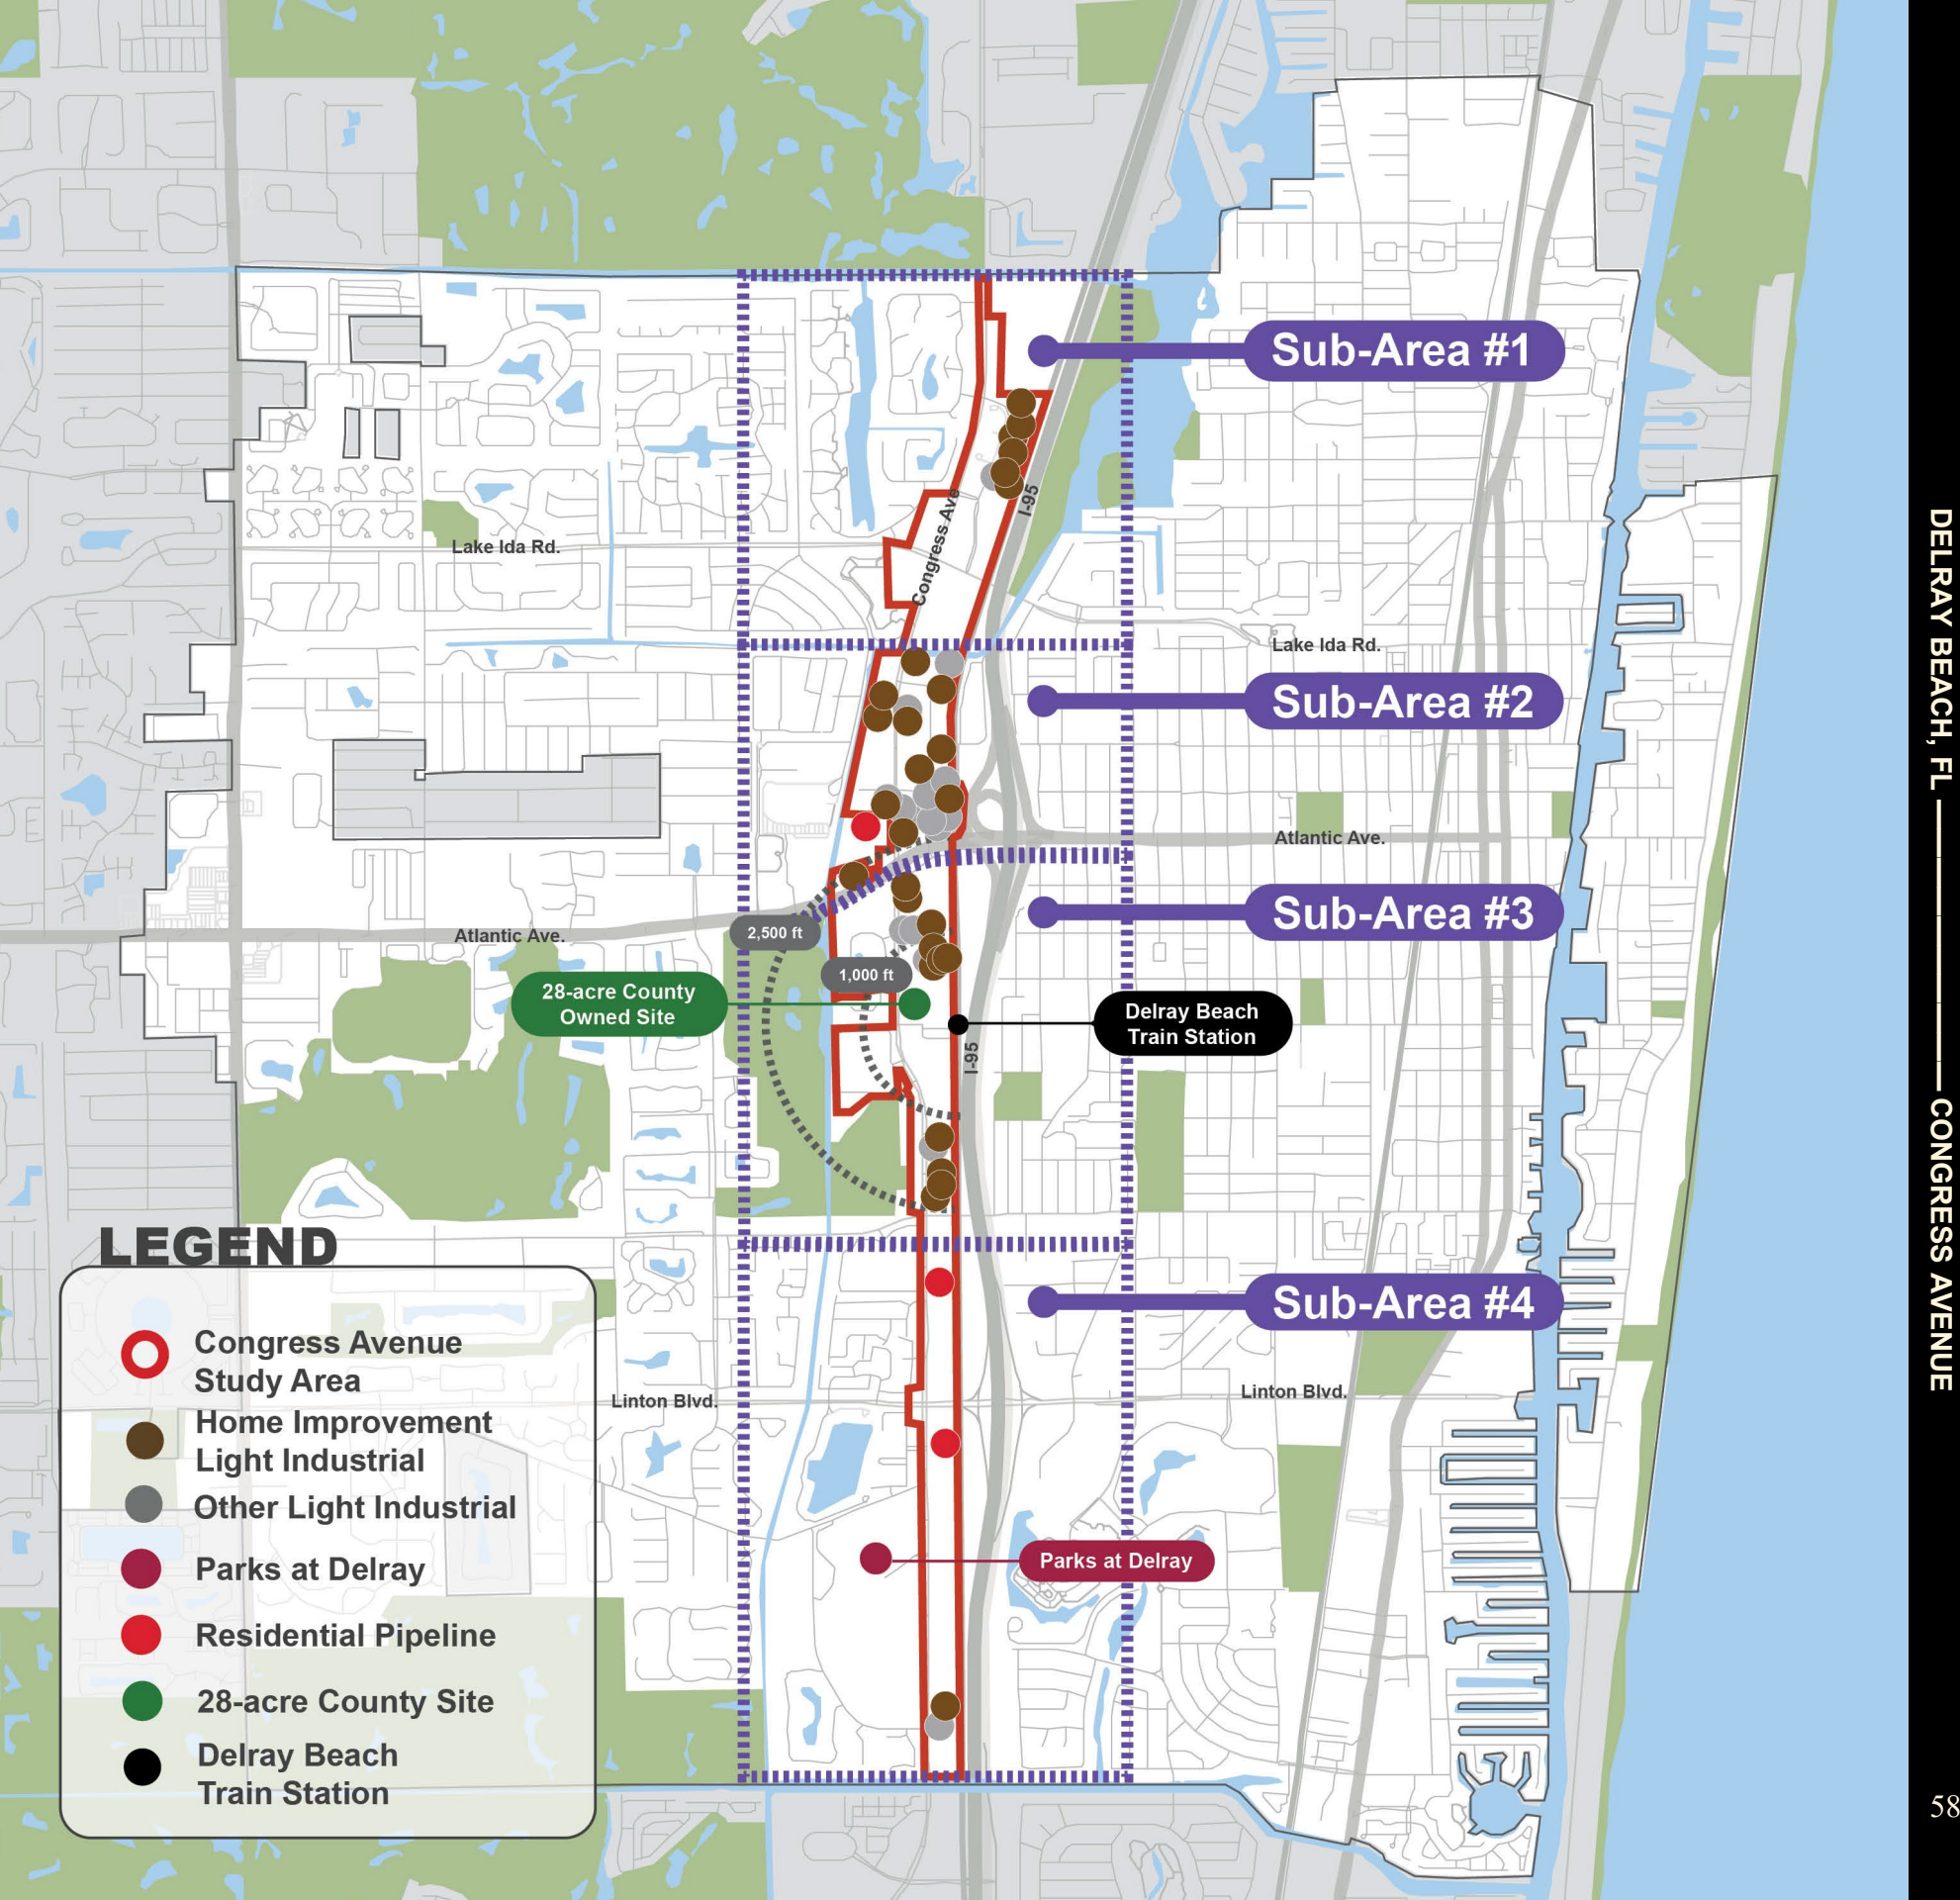 Sub-Area #1
Congress Ave
I-95
Lake Ida Rd.
Lake Ida Rd.
Sub-Area #2
Atlantic Ave.
Sub-Area #3
2,500 ft
Atlantic Ave.
1,000 ft
28-acre County
Owned Site
Delray Beach
Train Station
I-95
Sub-Area #4
Linton Blvd.
Linton Blvd.
Parks at Delray
LEGEND
Congress Avenue
Study Area
Home Improvement
Light Industrial
Other Light Industrial
Parks at Delray
Residential Pipeline
28-acre County Site
Delray Beach
Train Station
DELRAY BEACH, FL CONGRESS AVENUE
58